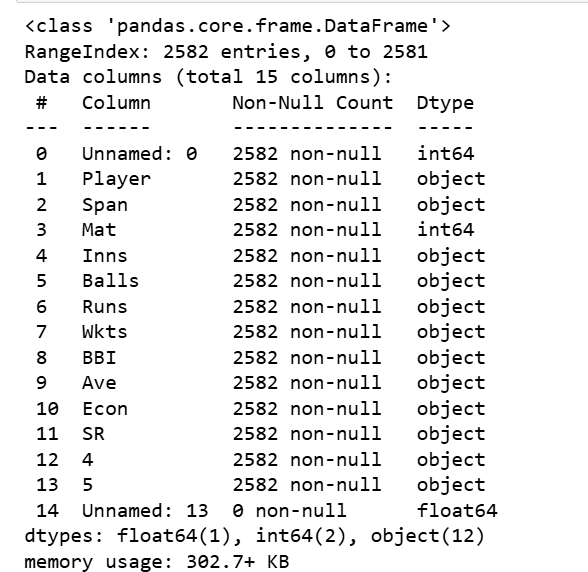 <class 'pandas.core.frame.DataFrame'>
RangeIndex: 2582 entries, 0 to 2581
Data columns (total 15 columns):
 #   Column       Non-Null Count  Dtype
---  ------       --------------  -----
 0   Unnamed: 0   2582 non-null   int64
 1   Player       2582 non-null   object
 2   Span         2582 non-null   object
 3   Mat          2582 non-null   int64
 4   Inns         2582 non-null   object
 5   Balls        2582 non-null   object
 6   Runs         2582 non-null   object
 7   Wkts         2582 non-null   object
 8   BBI          2582 non-null   object
 9   Ave          2582 non-null   object
 10  Econ         2582 non-null   object
 11  SR           2582 non-null   object
 12  4            2582 non-null   object
 13  5            2582 non-null   object
 14  Unnamed: 13  0 non-null      float64
dtypes: float64(1), int64(2), object(12)
memory usage: 302.7+ KB